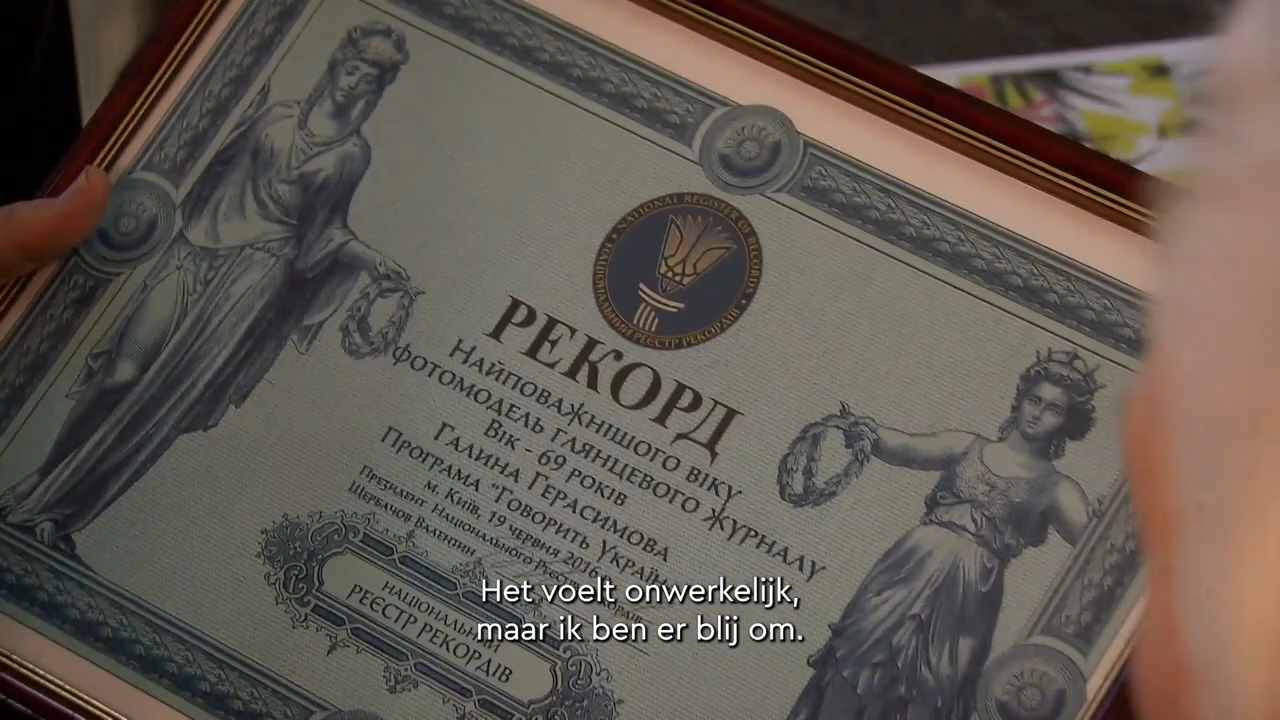 NATIONAL REGISTER OF RECORDS
НАЦІОНАЛЬНИЙ РЕЄСТР РЕКОРДІВ
РЕКОРД
НАЙПОВАЖНІШОГО ВІКУ
ФОТОМОДЕЛЬ ГЛЯНЦЕВОГО ЖУРНАЛУ
ВІК - 69 РОКІВ
ГАЛИНА ГЕРАСИМОВА
ПРОГРАМА "ГОВОРИТЬ УКРАЇНА
М. КИЇВ, 19 ЧЕРВНЯ 2016
ПРЕЗИДЕНТ НАЦІОНАЛЬНОГО
ЩЕРБАЧОВ ВАЛЕНТИН
НАЦІОНАЛЬНИЙ
РЕЄСТР РЕКОРДІВ
Het voelt onwerkelijk,
maar ik ben er blij om.